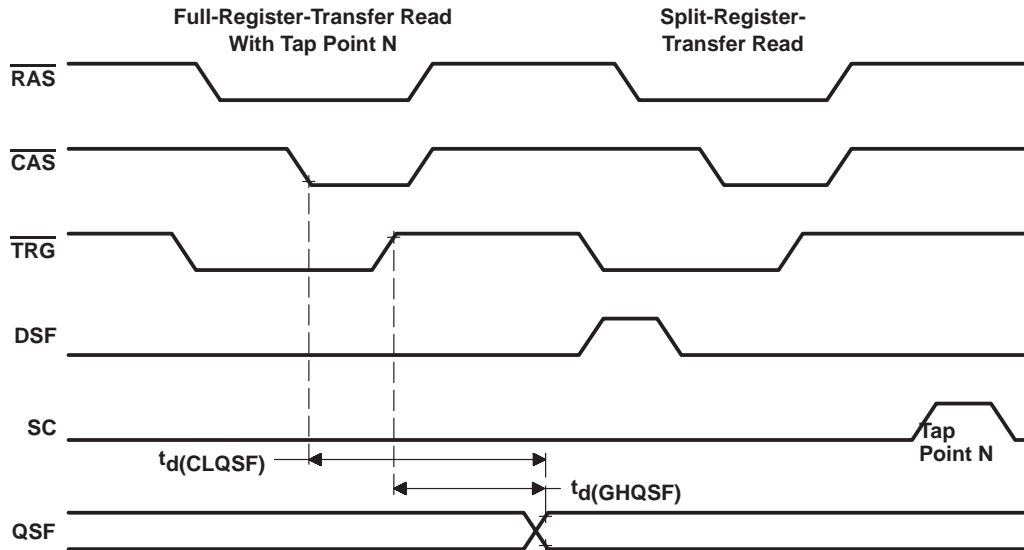 Full-Register-Transfer Read
With Tap Point N
Split-Register-
Transfer Read
RAS
CAS
TRG
DSF
SC
Tap
Point N
td(CLQSF)
td(GHQSF)
QSF